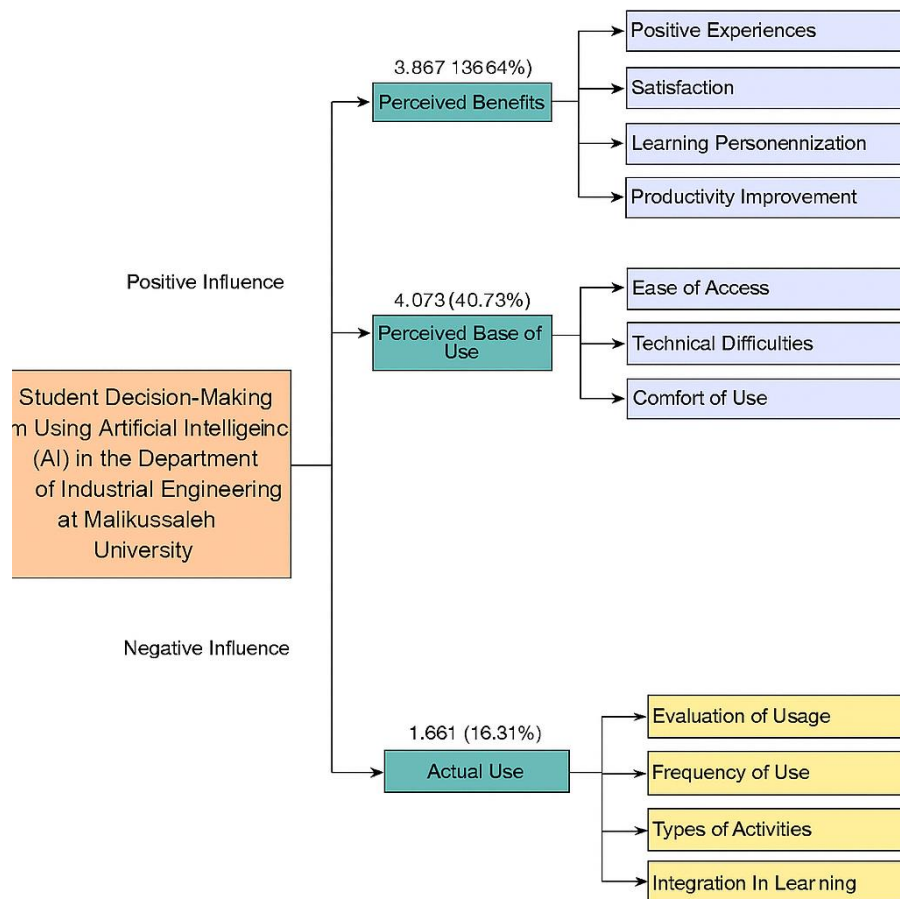 3.867 13664%)
Perceived Benefits
Positive Experiences
Satisfaction
Learning Personennization
Productivity Improvement
Positive Influence
4.073 (40.73%)
Perceived Base of
Use
Ease of Access
Technical Difficulties
Comfort of Use
Student Decision-Making
m Using Artificial Intelligeinc
(AI) in the Department
of Industrial Engineering
at Malikussaleh
University
Negative Influence
1.661 (16.31%)
Actual Use
Evaluation of Usage
Frequency of Use
Types of Activities
Integration In Learning